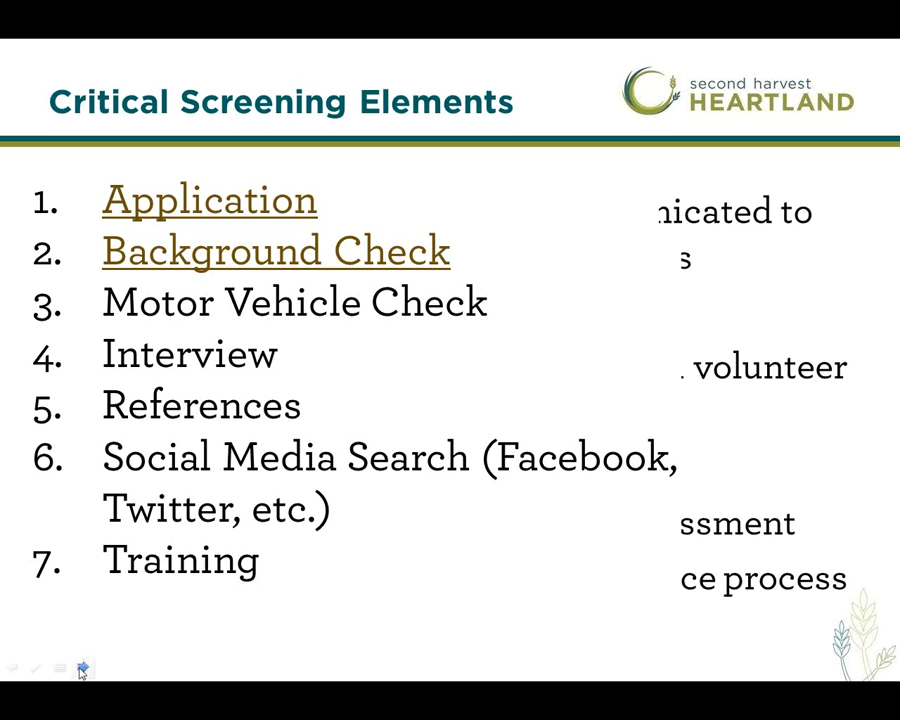 Critical Screening Elements
second harvest
HEARTLAND
1. Application
2. Background Check
3. Motor Vehicle Check
4. Interview
5. References
6. Social Media Search (Facebook,
Twitter, etc.)
7. Training
nicated to
s
. volunteer
ssment
ce process